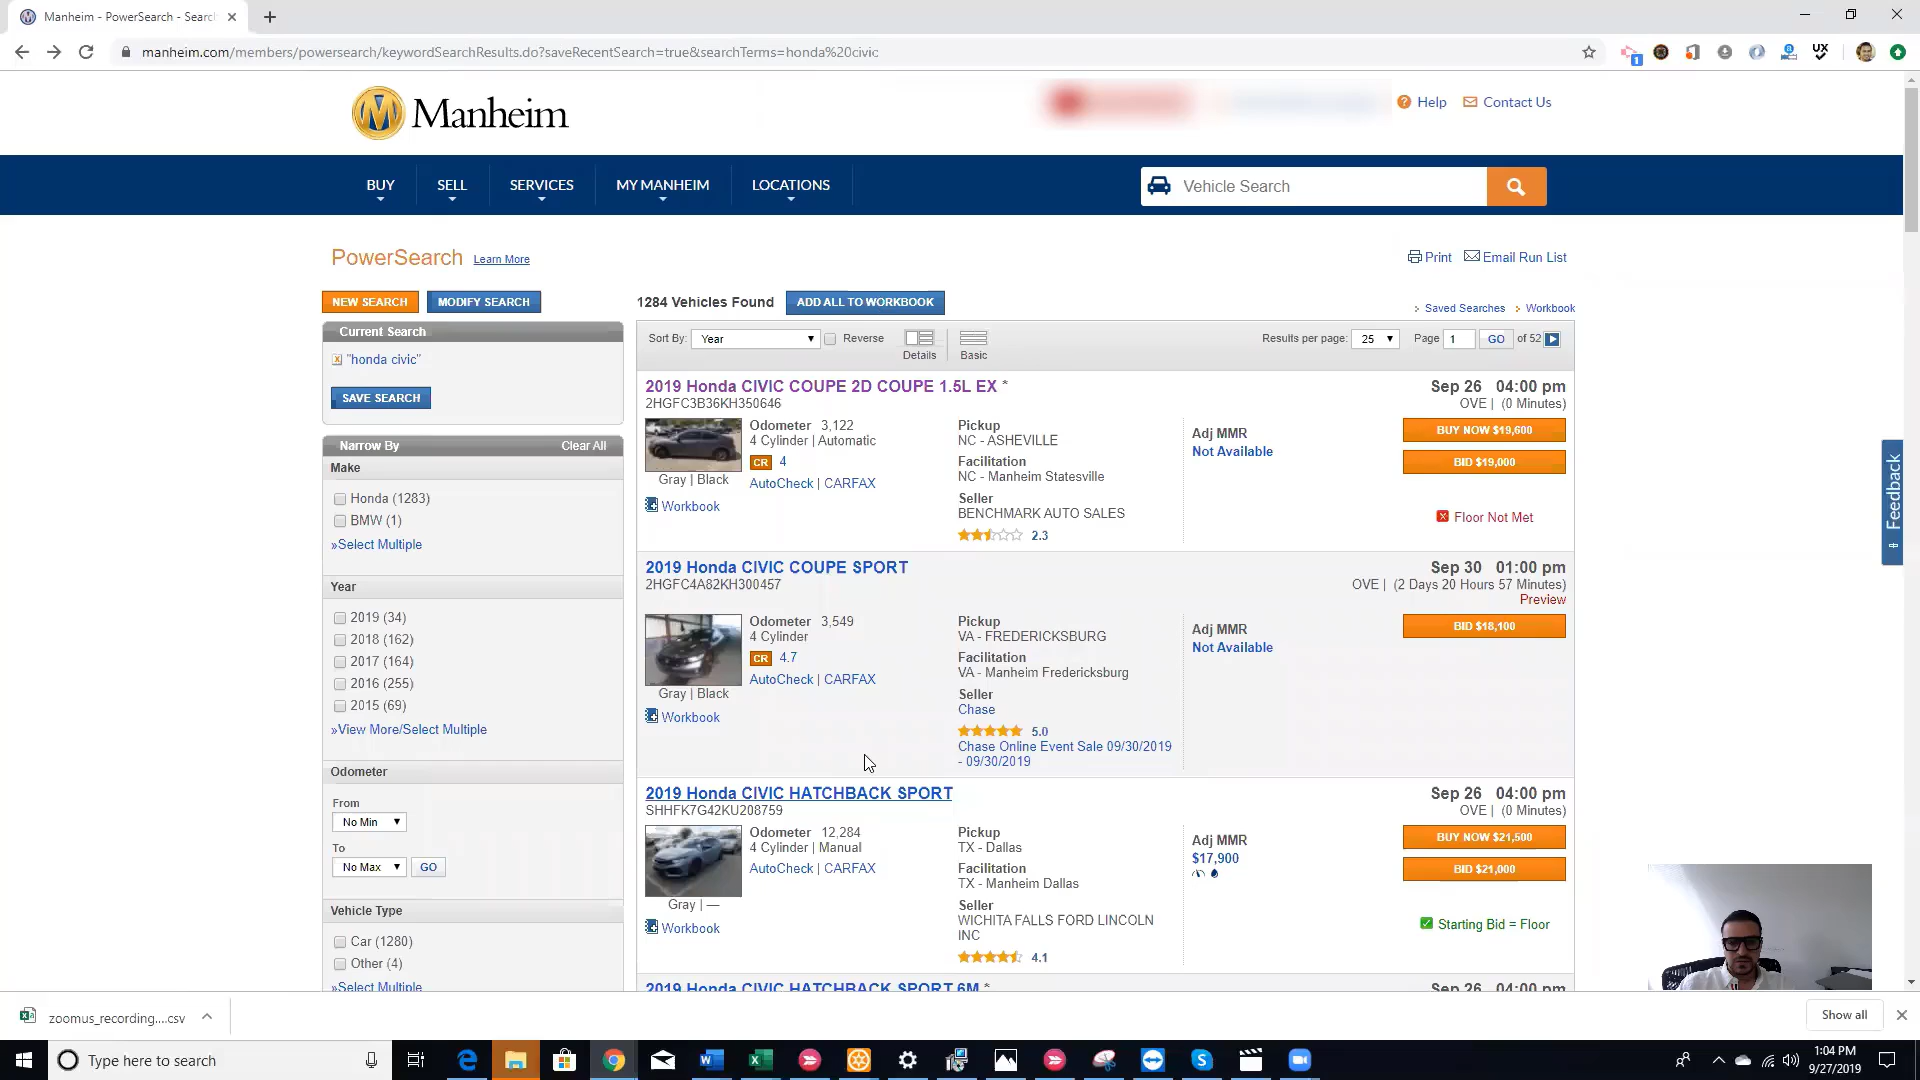 Manheim - PowerSearch - Search
manheim.com/members/powersearch/keywordSearchResults.do?saveRecentSearch=true&searchTerms=honda%20civic
1
UX
Manheim
Help
Contact Us
BUY
SELL
SERVICES
MY MANHEIM
LOCATIONS
Vehicle Search
PowerSearch Learn More
Print
Email Run List
NEW SEARCH
MODIFY SEARCH
1284 Vehicles Found
ADD ALL TO WORKBOOK
Saved Searches
Workbook
Current Search
x "honda civic"
SAVE SEARCH
Sort By: Year
Reverse
Details
Basic
Results per page: 25
Page 1 GO of 52
Narrow By
Clear All
Make
Honda (1283)
BMW (1)
»Select Multiple
Year
2019 (34)
2018 (162)
2017 (164)
2016 (255)
2015 (69)
»View More/Select Multiple
Odometer
From
No Min
To
No Max
GO
Vehicle Type
Car (1280)
Other (4)
»Select Multiple
2019 Honda CIVIC COUPE 2D COUPE 1.5L EX *
2HGFC3B36KH350646
Odometer 3,122
4 Cylinder | Automatic
CR 4
AutoCheck | CARFAX
Gray | Black
Workbook
Pickup
NC - ASHEVILLE
Facilitation
NC - Manheim Statesville
Seller
BENCHMARK AUTO SALES
2.3
Adj MMR
Not Available
Sep 26 04:00 pm
OVE | (0 Minutes)
BUY NOW $19,600
BID $19,000
Floor Not Met
2019 Honda CIVIC COUPE SPORT
2HGFC4A82KH300457
Odometer 3,549
4 Cylinder
CR 4.7
AutoCheck | CARFAX
Gray | Black
Workbook
Pickup
VA - FREDERICKSBURG
Facilitation
VA - Manheim Fredericksburg
Seller
Chase
5.0
Chase Online Event Sale 09/30/2019
- 09/30/2019
Adj MMR
Not Available
Sep 30 01:00 pm
OVE | (2 Days 20 Hours 57 Minutes)
Preview
BID $18,100
2019 Honda CIVIC HATCHBACK SPORT
SHHFK7G42KU208759
Odometer 12,284
4 Cylinder | Manual
AutoCheck | CARFAX
Gray | —
Workbook
Pickup
TX - Dallas
Facilitation
TX - Manheim Dallas
Seller
WICHITA FALLS FORD LINCOLN
INC
4.1
Adj MMR
$17,900
Sep 26 04:00 pm
OVE | (0 Minutes)
BUY NOW $21,500
BID $21,000
Starting Bid = Floor
2019 Honda CIVIC HATCHBACK SPORT 6M *
Sep 26 04:00 pm
Feedback
zoomus_recording....csv
Show all
Type here to search
1:04 PM
9/27/2019